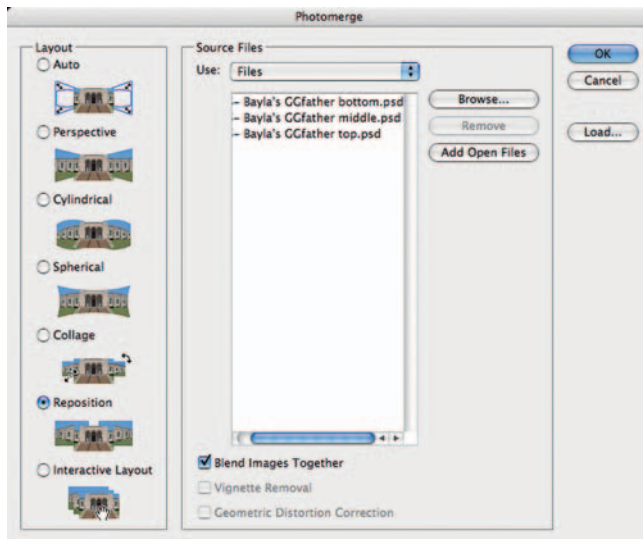 Photomerge
Layout
Auto
Perspective
Cylindrical
Spherical
Collage
Reposition
Interactive Layout
Source Files
Use: Files
- Bayla's GGfather bottom.psd
- Bayla's GGfather middle.psd
- Bayla's GGfather top.psd
Browse...
Remove
Add Open Files
Blend Images Together
Vignette Removal
Geometric Distortion Correction
OK
Cancel
Load...